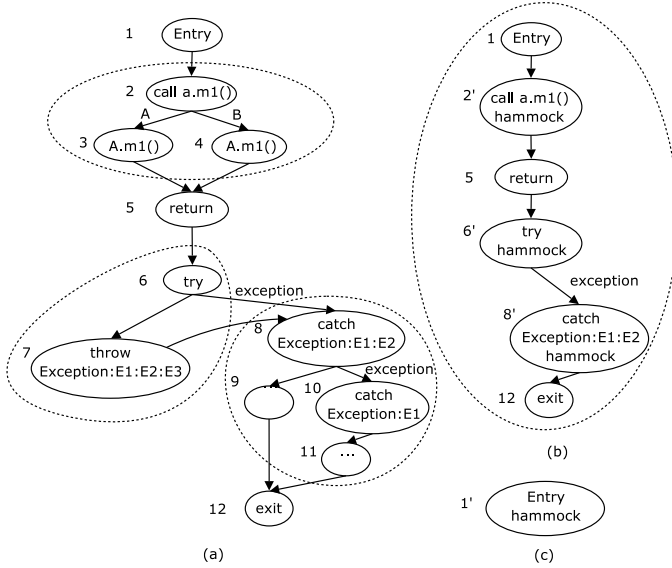 1
Entry
2
call a.m1()
A
B
3
A.m1()
4
A.m1()
5
return
6
try
exception
7
throw
Exception:E1:E2:E3
8
catch
Exception:E1:E2
exception
9
...
10
catch
Exception:E1
11
...
12
exit
(a)
1
Entry
2'
call a.m1()
hammock
5
return
6'
try
hammock
exception
8'
catch
Exception:E1:E2
hammock
12
exit
(b)
1'
Entry
hammock
(c)